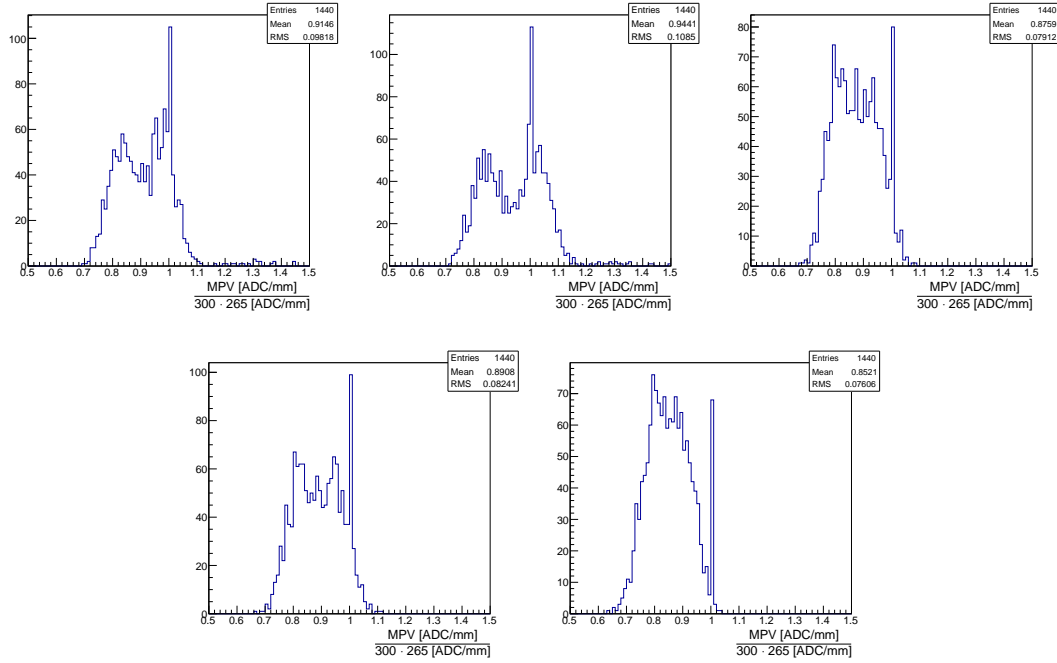 Entries 1440
Mean 0.9146
RMS 0.09818
100
80
60
40
20
0
0.5 0.6 0.7 0.8 0.9 1 1.1 1.2 1.3 1.4 1.5
MPV [ADC/mm]
300 · 265 [ADC/mm]
Entries 1440
Mean 0.9441
RMS 0.1085
100
80
60
40
20
0
0.5 0.6 0.7 0.8 0.9 1 1.1 1.2 1.3 1.4 1.5
MPV [ADC/mm]
300 · 265 [ADC/mm]
Entries 1440
Mean 0.8759
RMS 0.07912
80
70
60
50
40
30
20
10
0
0.5 0.6 0.7 0.8 0.9 1 1.1 1.2 1.3 1.4 1.5
MPV [ADC/mm]
300 · 265 [ADC/mm]
Entries 1440
Mean 0.8908
RMS 0.08241
100
80
60
40
20
0
0.5 0.6 0.7 0.8 0.9 1 1.1 1.2 1.3 1.4 1.5
MPV [ADC/mm]
300 · 265 [ADC/mm]
Entries 1440
Mean 0.8521
RMS 0.07606
70
60
50
40
30
20
10
0
0.5 0.6 0.7 0.8 0.9 1 1.1 1.2 1.3 1.4 1.5
MPV [ADC/mm]
300 · 265 [ADC/mm]